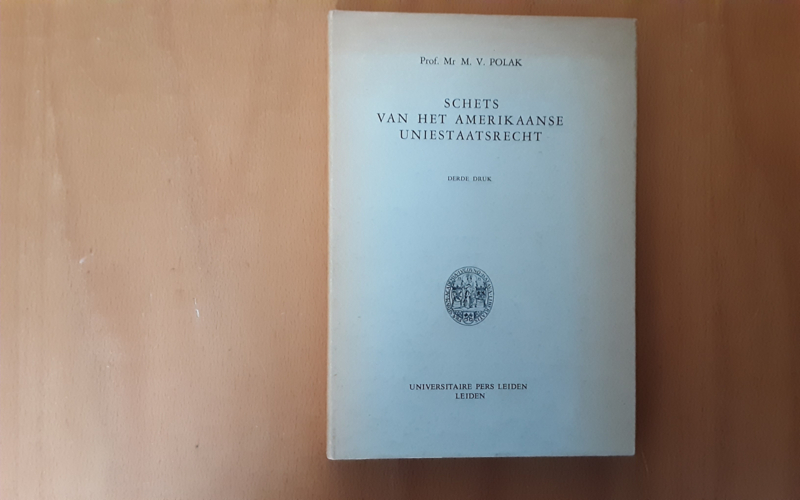 Prof. Mr M. V. POLAK
SCHETS
VAN HET AMERIKAANSE
UNIESTAATSRECHT
DERDE DRUK
UNIVERSITAIRE PERS LEIDEN
LEIDEN